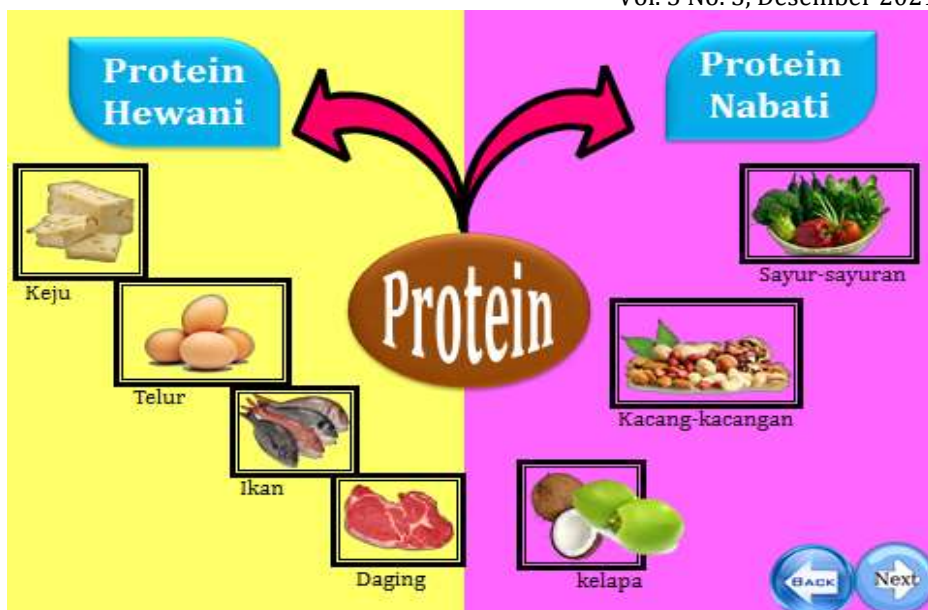 Vol. 3 No. 3, Desember 2021
Protein
Hewani
Protein
Nabati
Keju
Sayur-sayuran
Protein
Telur
Kacang-kacangan
Ikan
Daging
kelapa
BACK
Next